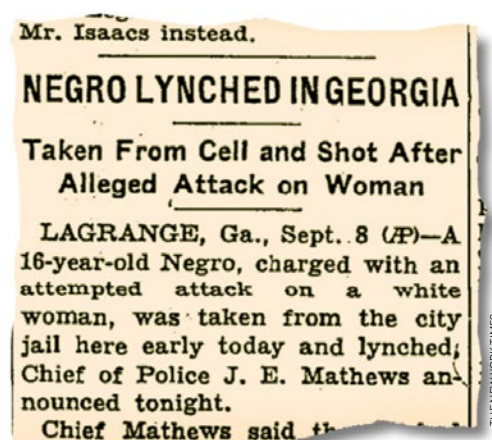 Mr. Isaacs instead.
NEGRO LYNCHED IN GEORGIA
Taken From Cell and Shot After
Alleged Attack on Woman
LAGRANGE, Ga., Sept. 8 (AP)—A
16-year-old Negro, charged with an
attempted attack on a white
woman, was taken from the city
jail here early today and lynched,
Chief of Police J. E. Mathews an-
nounced tonight.
Chief Mathews said